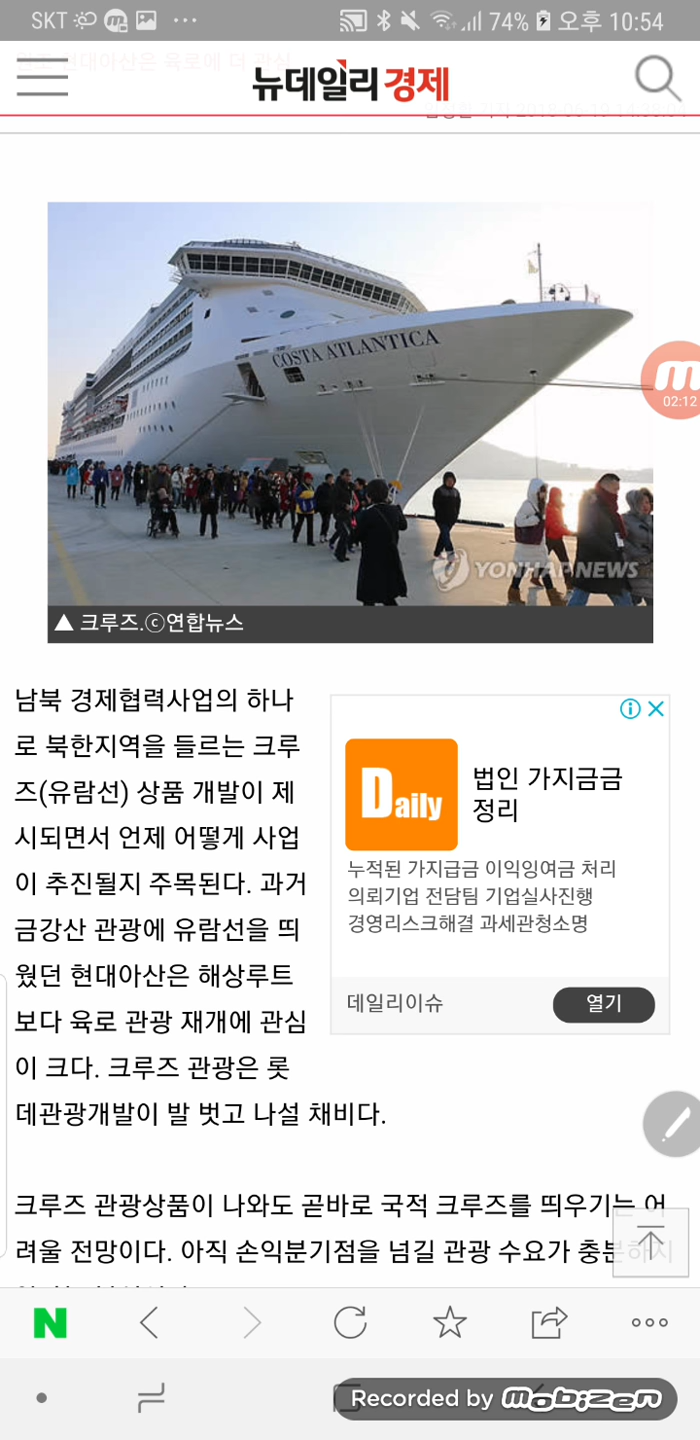 SKT 74% 오후 10:54
뉴데일리 경제
2018-06-19
COSTA ATLANTICA
02:12
YONHAP NEWS
▲ 크루즈.ⓒ연합뉴스
남북 경제협력사업의 하나
로 북한지역을 들르는 크루
즈(유람선) 상품 개발이 제
시되면서 언제 어떻게 사업
이 추진될지 주목된다. 과거
금강산 관광에 유람선을 띄
웠던 현대아산은 해상루트
보다 육로 관광 재개에 관심
이 크다. 크루즈 관광은 롯
데관광개발이 발 벗고 나설 채비다.
Daily
법인 가지금금
정리
누적된 가지급금 이익잉여금 처리
의뢰기업 전담팀 기업실사진행
경영리스크해결 과세관청소명
데일리이슈
열기
크루즈 관광상품이 나와도 곧바로 국적 크루즈를 띄우기는 어
려울 전망이다. 아직 손익분기점을 넘길 관광 수요가 충분하지
N
Recorded by mobizen